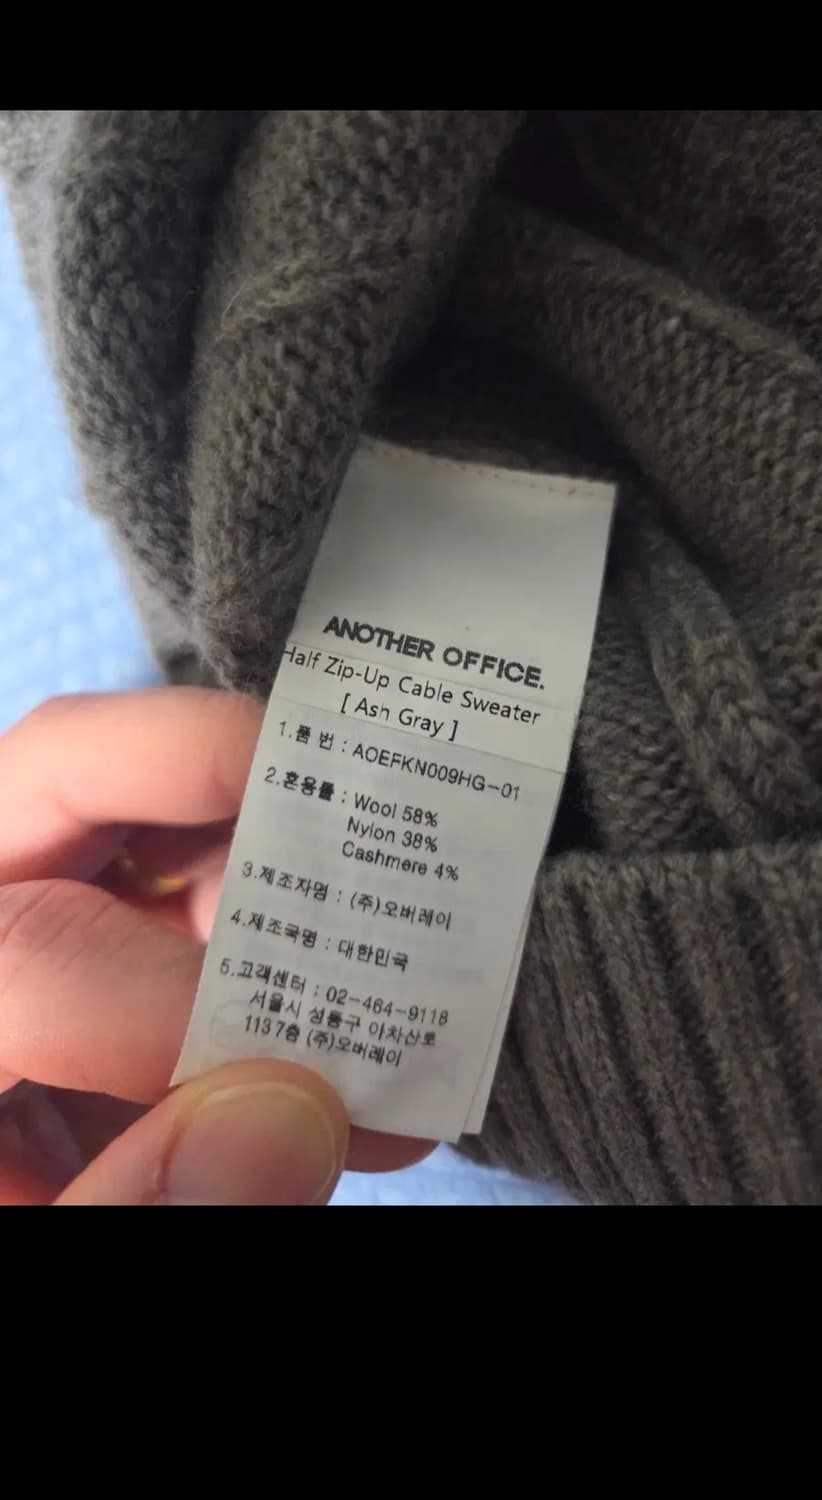 ANOTHER OFFICE.
Half Zip-Up Cable Sweater
[ Ash Gray ]
1.품 번 : AOEFKN009HG-01
2.혼용률 : Wool 58%
Nylon 38%
Cashmere 4%
3.제조자명 : (주)오버레이
4.제조국명 : 대한민국
5.고객센터 : 02-464-9118
서울시 성동구 아차산로
113 7층 (주)오버레이